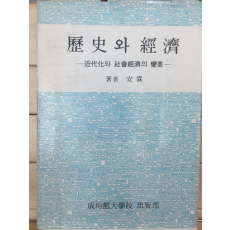 歷史와 經濟
—近代化와 社會經濟의 變革—
著者 安霖
成均館大學校 出版部